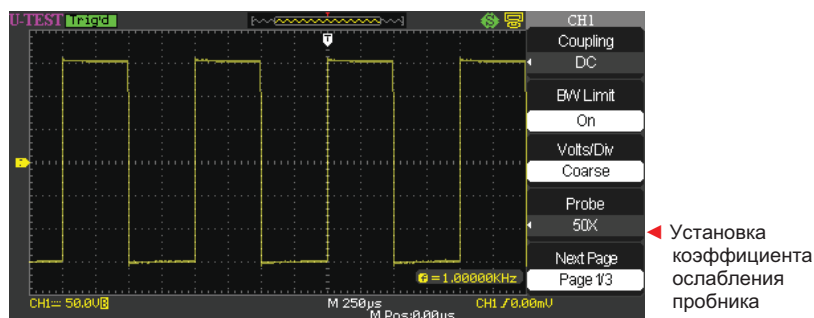 U-TEST Trig'd
CH1
Coupling
DC
BW Limit
On
Volts/Div
Coarse
Probe
50X
Next Page
Page 1/3
T
S
f = 1.00000KHz
CH1 50.0V B
M 250µs
M Pos:0.00µs
CH1 / 0.00mV
Установка
коэффициента
ослабления
пробника